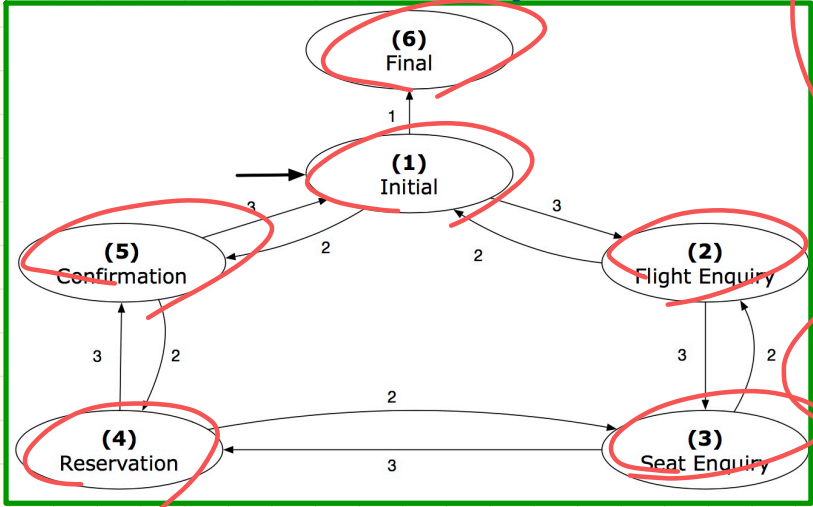 (6)
Final
1
(1)
Initial
3
3
2
2
(5)
Confirmation
(2)
Flight Enquiry
3
2
3
2
2
(4)
Reservation
(3)
Seat Enquiry
3